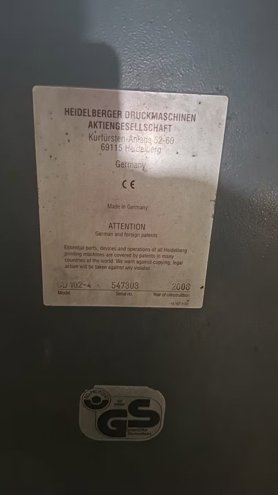 HEIDELBERGER DRUCKMASCHINEN
AKTIENGESELLSCHAFT
Kurfürsten-Anlage 52-60
69115 Heidelberg
Germany
CE
Made in Germany
ATTENTION
German and foreign patents
Essential parts, devices and operations of all Heidelberg
printing machines are covered by patents in many
countries of the world. We warn against copying, legal
action will be taken against any violator.
102-4 547303
Model Serial no. Year of construction
GS